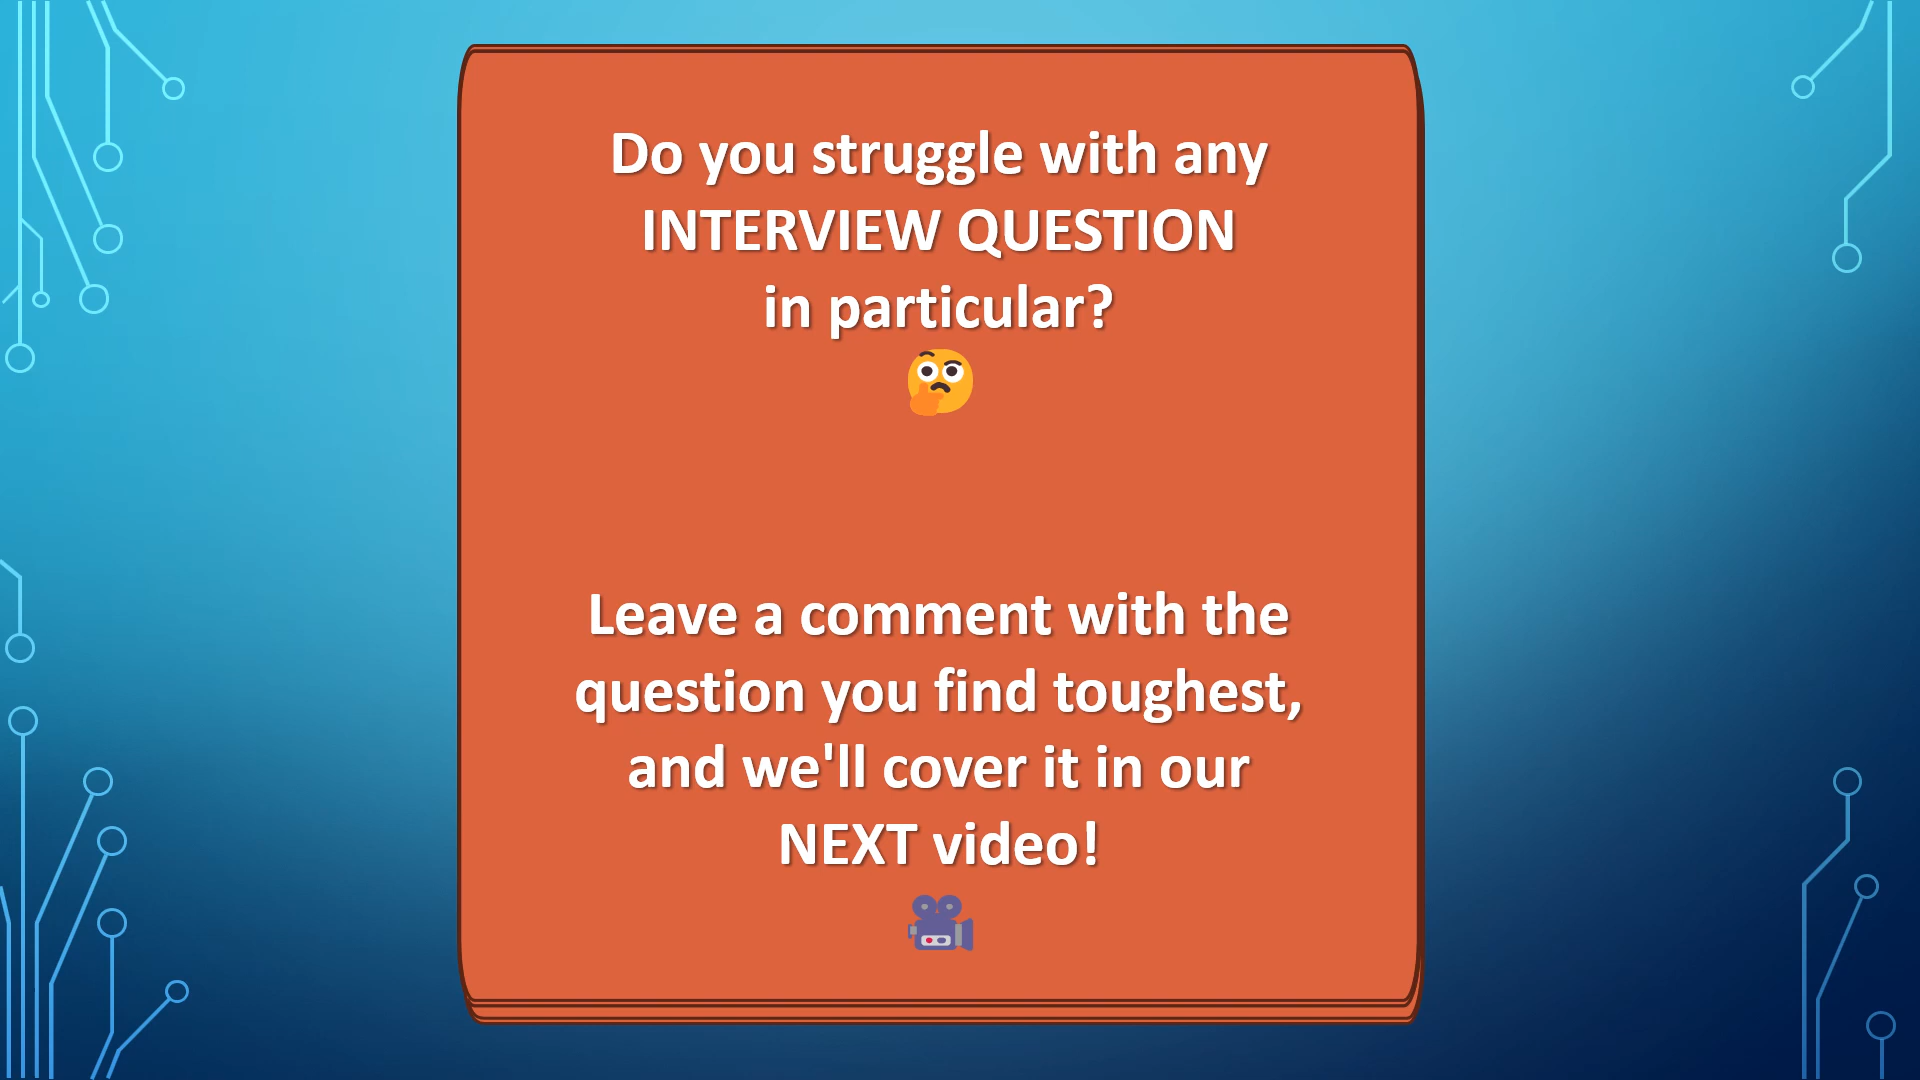 Do you struggle with any
INTERVIEW QUESTION
in particular?
Leave a comment with the
question you find toughest,
and we'll cover it in our
NEXT video!